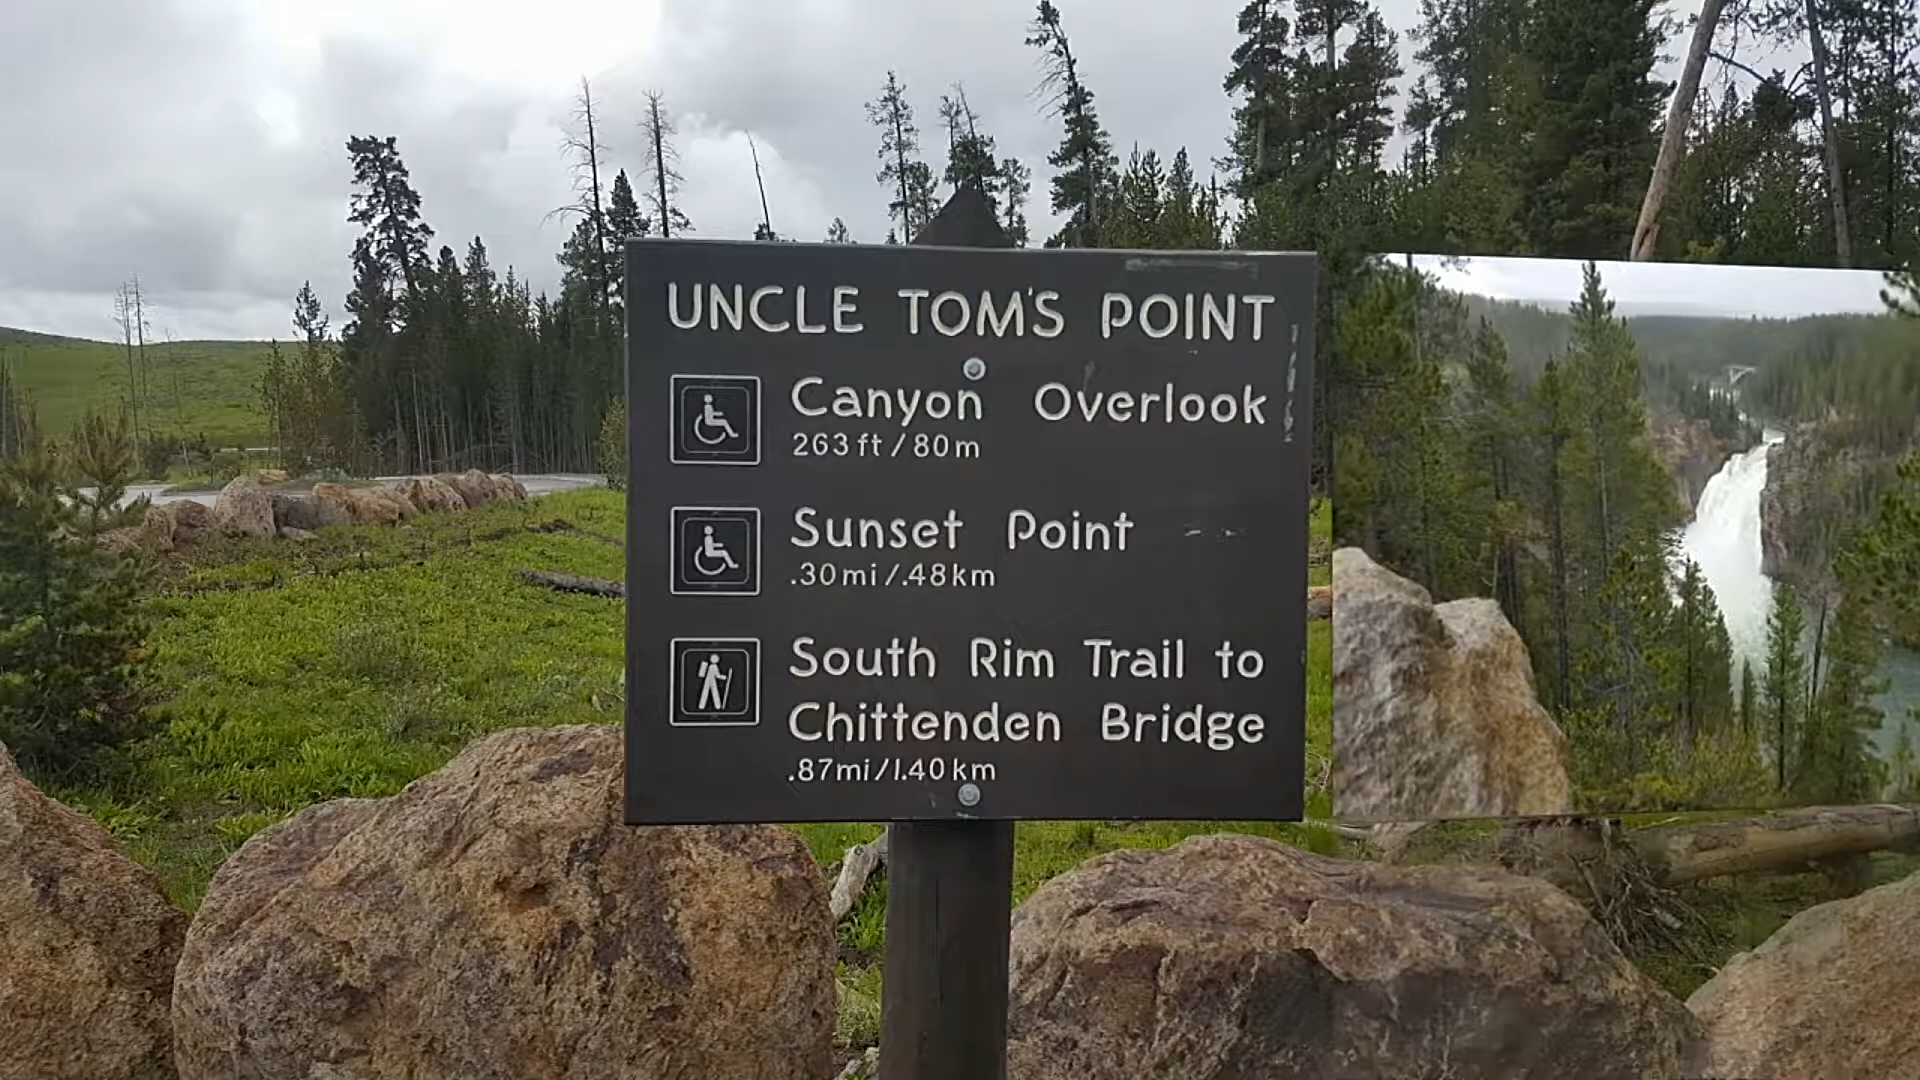 UNCLE TOM'S POINT
Canyon Overlook
263 ft / 80 m
Sunset Point
.30 mi / .48 km
South Rim Trail to
Chittenden Bridge
.87 mi / 1.40 km